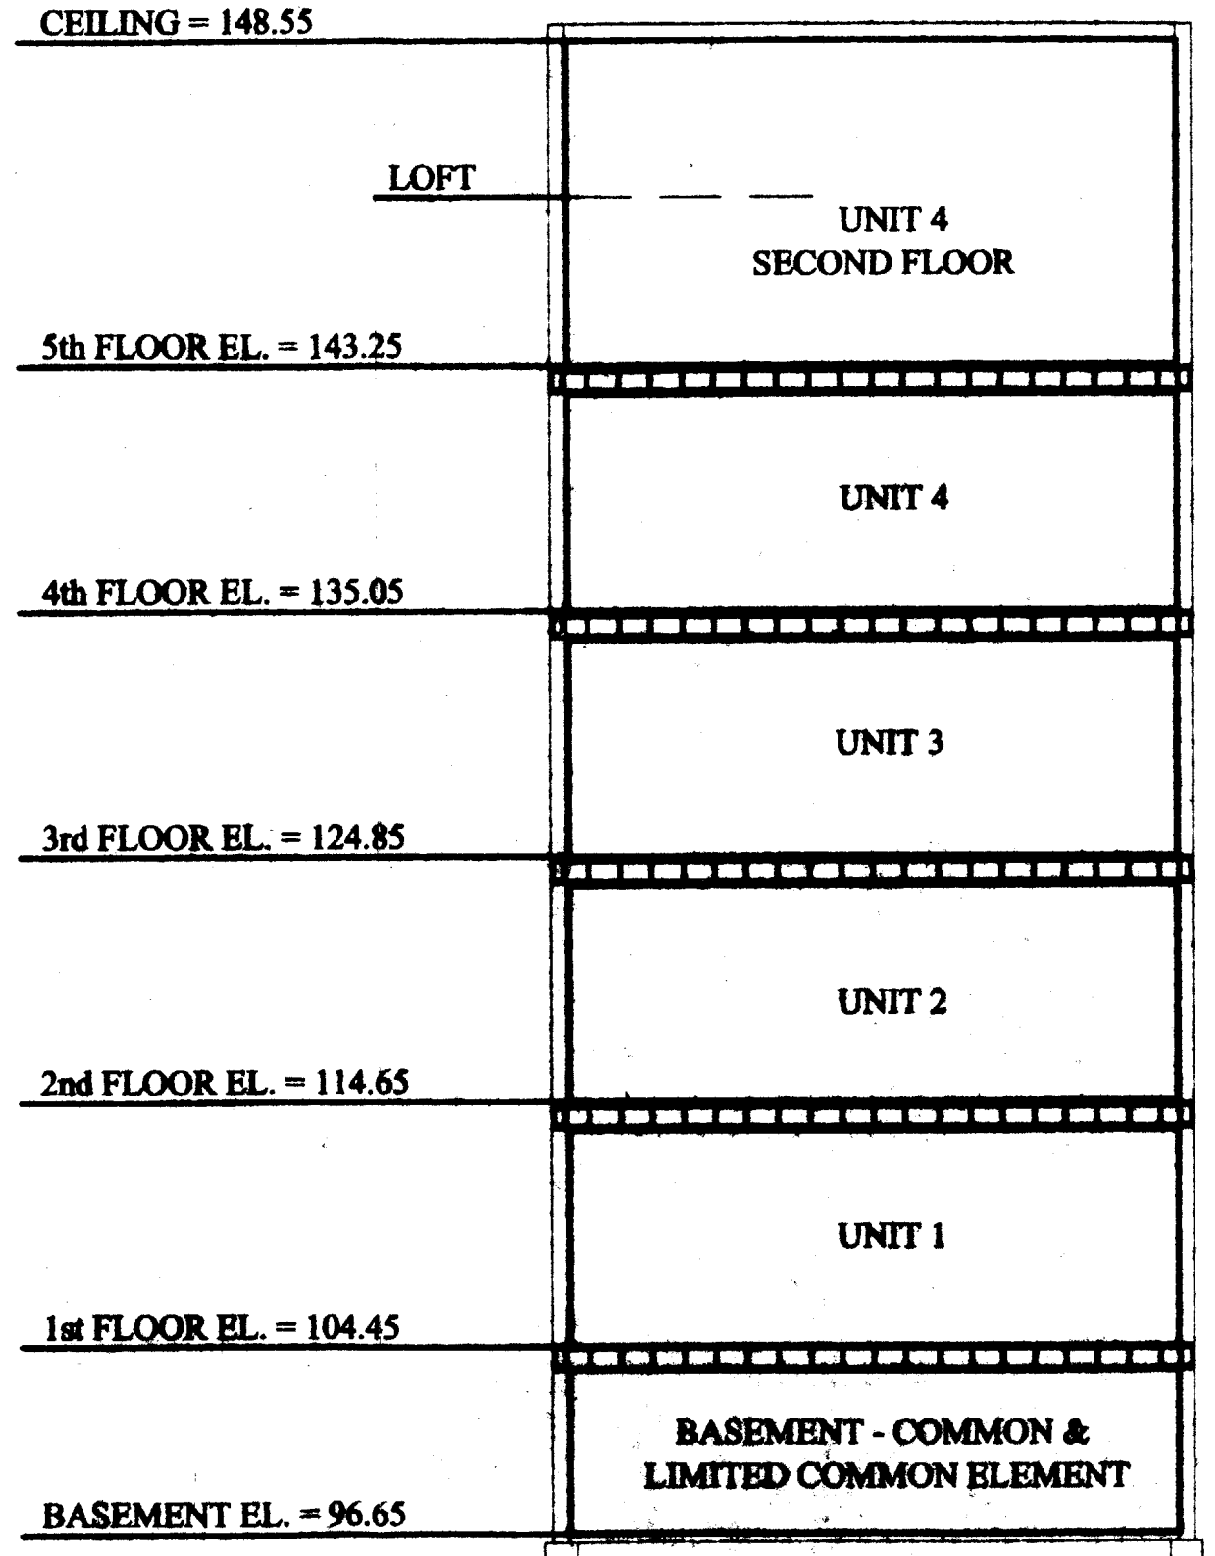 CEILING = 148.55
LOFT
UNIT 4
SECOND FLOOR
5th FLOOR EL. = 143.25
UNIT 4
4th FLOOR EL. = 135.05
UNIT 3
3rd FLOOR EL. = 124.85
UNIT 2
2nd FLOOR EL. = 114.65
UNIT 1
1st FLOOR EL. = 104.45
BASEMENT - COMMON &
LIMITED COMMON ELEMENT
BASEMENT EL. = 96.65